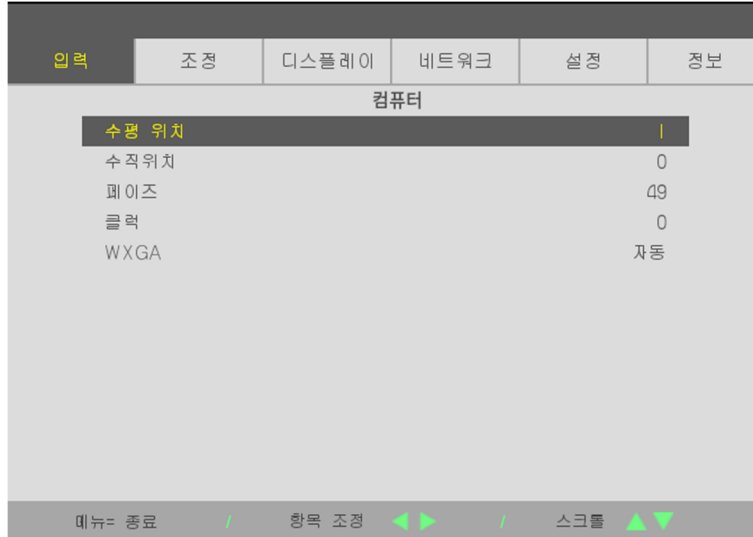 입력 조정 디스플레이 네트워크 설정 정보
컴퓨터
수평 위치 1
수직위치 0
페이즈 49
클럭 0
WXGA 자동
메뉴= 종료 / 항목 조정 ◀ ▶ / 스크롤 ▲ ▼